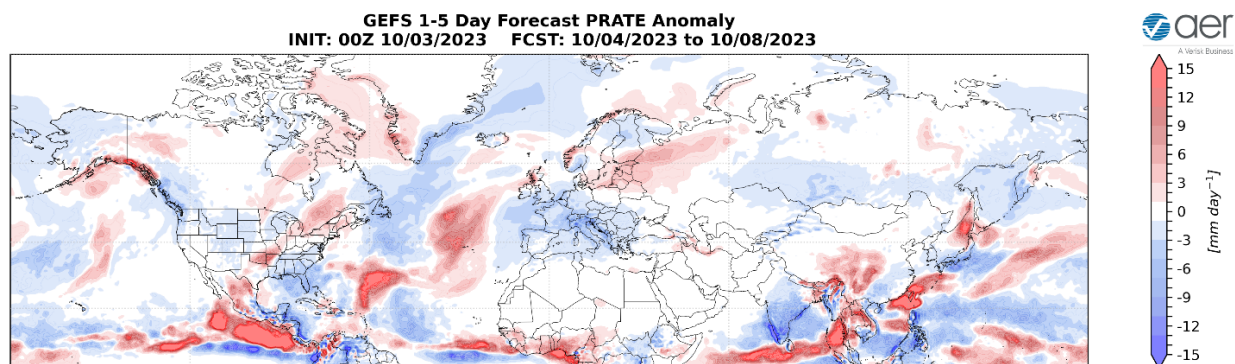 GEFS 1-5 Day Forecast PRATE Anomaly
INIT: 00Z 10/03/2023 FCST: 10/04/2023 to 10/08/2023
aer
A Verisk Business
15
12
9
6
3
0
-3
-6
-9
-12
-15
[mm day⁻¹]